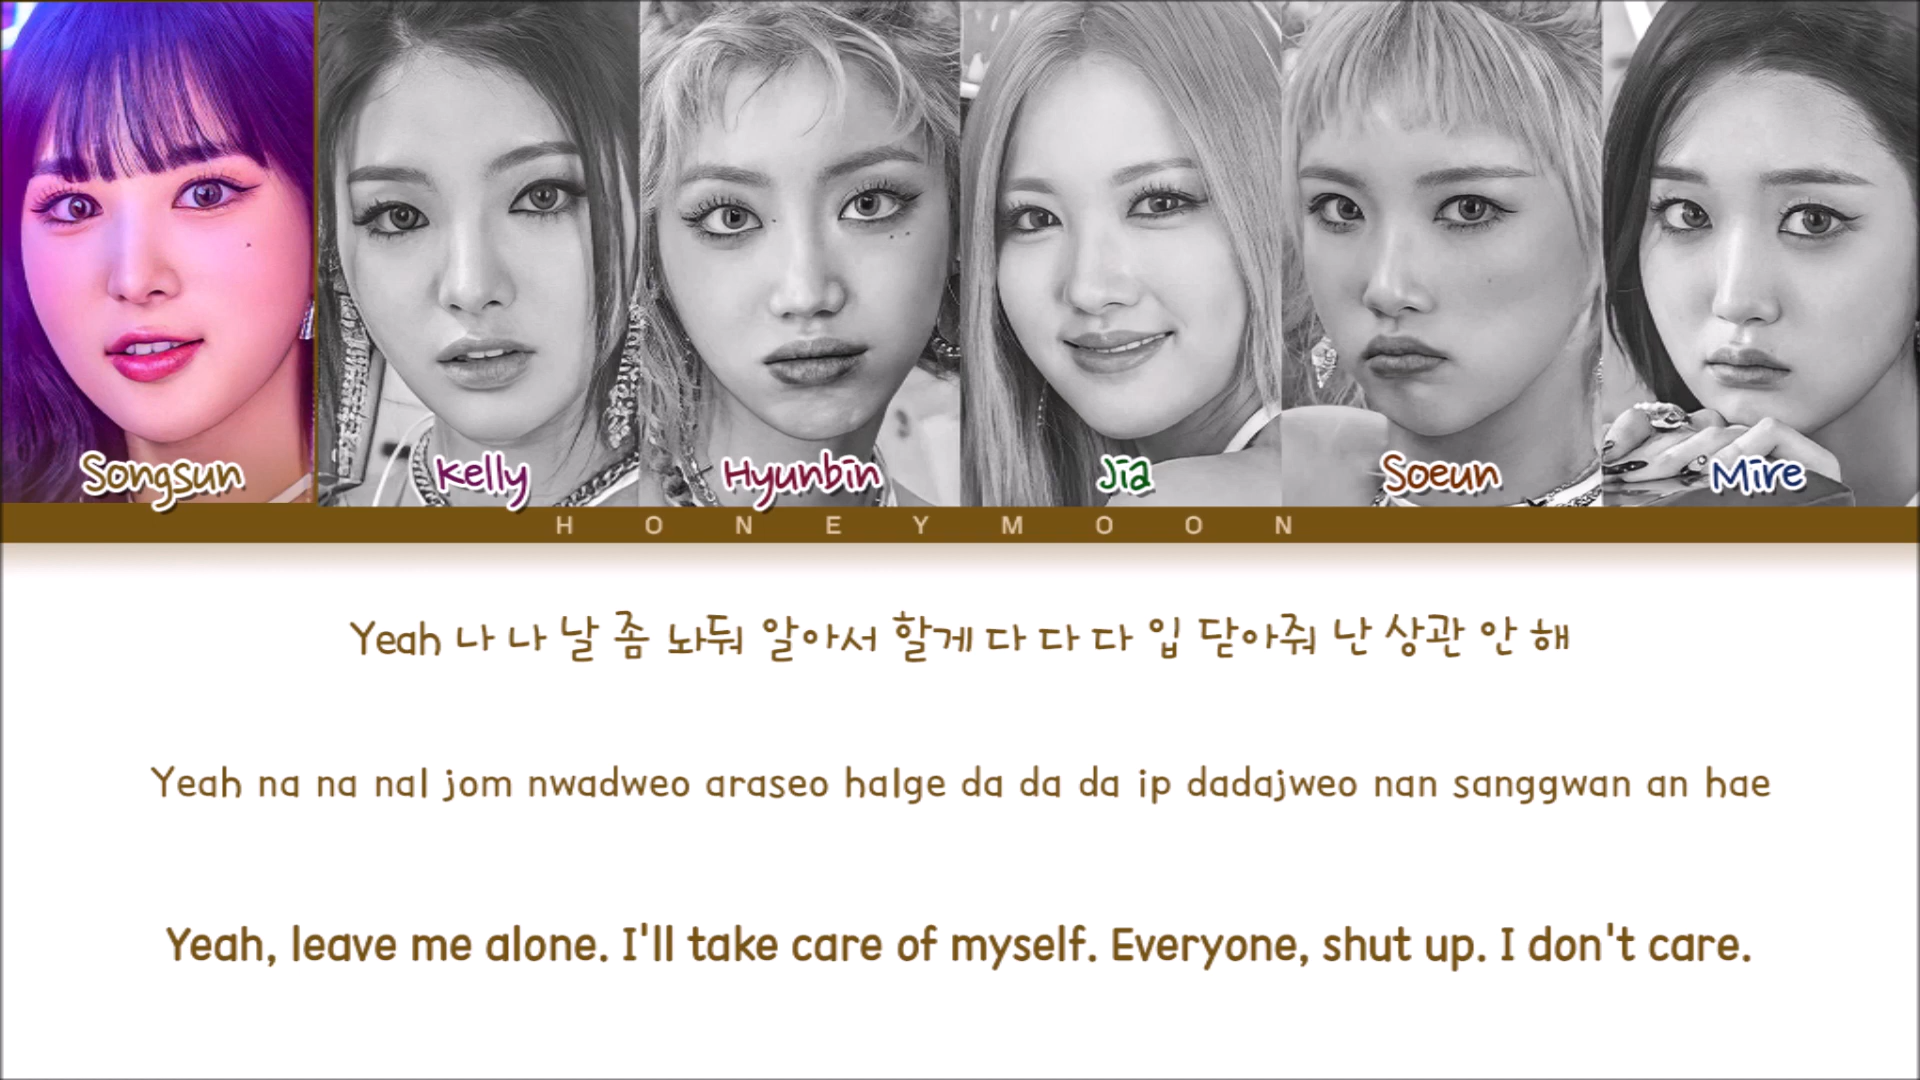 Songsun
Kelly
Hyunbin
Jia
Soeun
Mire
HONEYMOON
Yeah 나 나 날 좀 놔둬 알아서 할게 다 다 다 입 닫아줘 난 상관 안 해
Yeah na na nal jom nwadweo araseo halge da da da ip dadajweo nan sanggwan an hae
Yeah, leave me alone. I'll take care of myself. Everyone, shut up. I don't care.